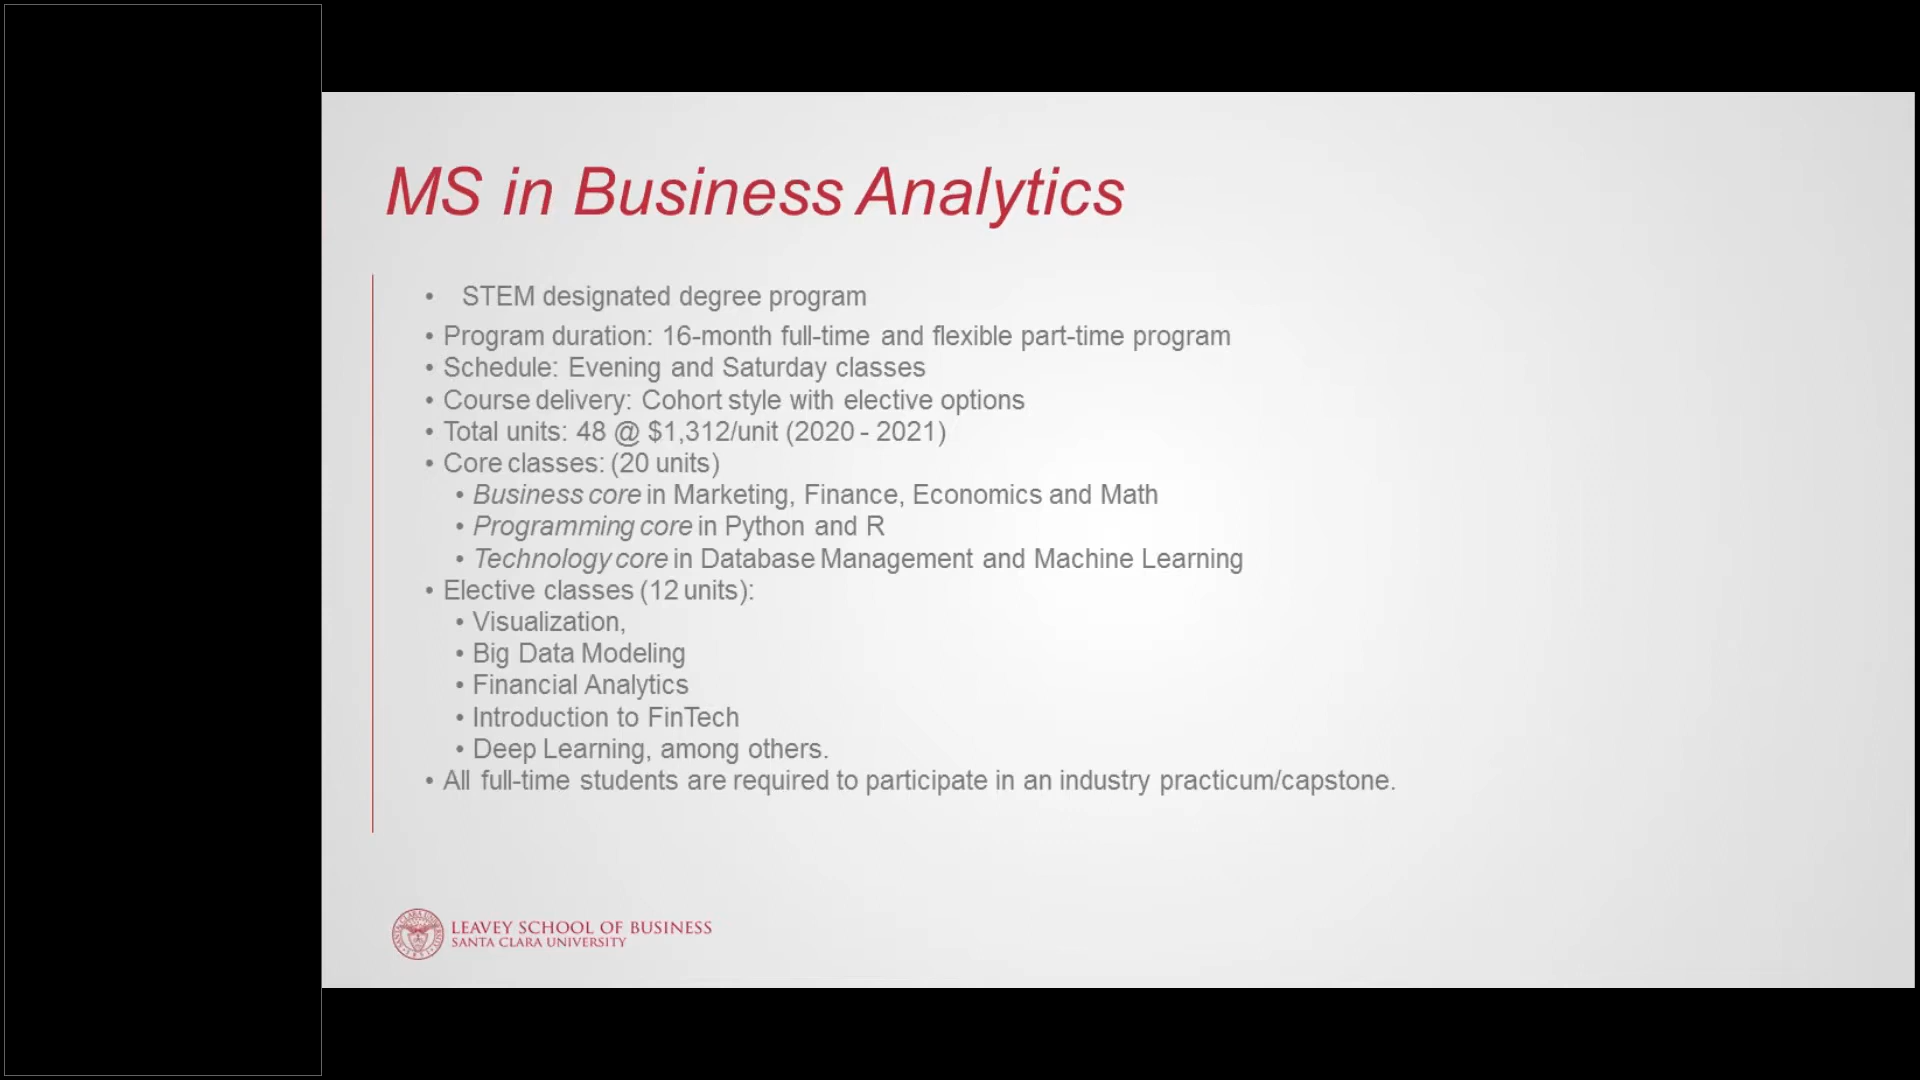 MS in Business Analytics
• STEM designated degree program
• Program duration: 16-month full-time and flexible part-time program
• Schedule: Evening and Saturday classes
• Course delivery: Cohort style with elective options
• Total units: 48 @ $1,312/unit (2020 - 2021)
• Core classes: (20 units)
• Business core in Marketing, Finance, Economics and Math
• Programming core in Python and R
• Technology core in Database Management and Machine Learning
• Elective classes (12 units):
• Visualization,
• Big Data Modeling
• Financial Analytics
• Introduction to FinTech
• Deep Learning, among others.
• All full-time students are required to participate in an industry practicum/capstone.
LEAVEY SCHOOL OF BUSINESS
SANTA CLARA UNIVERSITY